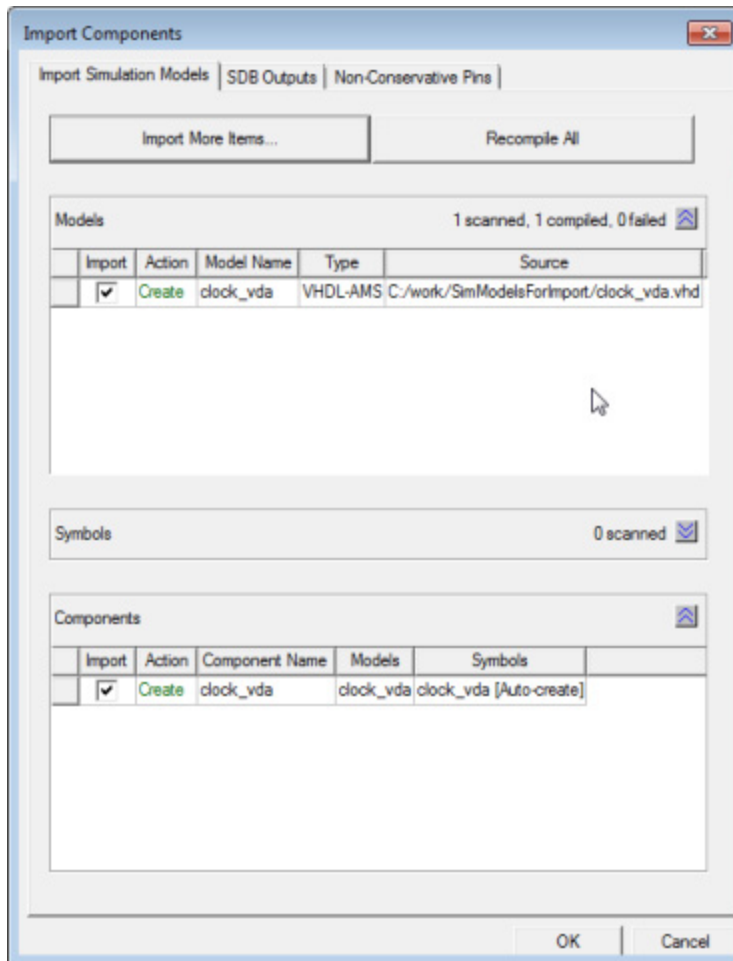 Import Components
Import Simulation Models SDB Outputs Non-Conservative Pins
Import More Items... Recompile All
Models 1 scanned, 1 compiled, 0 failed
Import Action Model Name Type Source
Create clock_vda VHDL-AMS C:/work/SimModelsForImport/clock_vda.vhd
Symbols 0 scanned
Components
Import Action Component Name Models Symbols
Create clock_vda clock_vda clock_vda [Auto-create]
OK Cancel